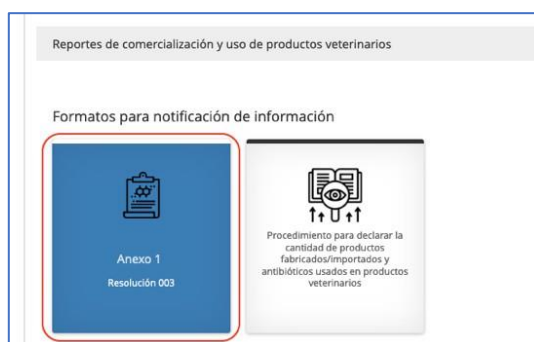 Reportes de comercialización y uso de productos veterinarios
Formatos para notificación de información
Anexo 1
Resolución 003
Procedimiento para declarar la
cantidad de productos
fabricados/importados y
antibióticos usados en productos
veterinarios